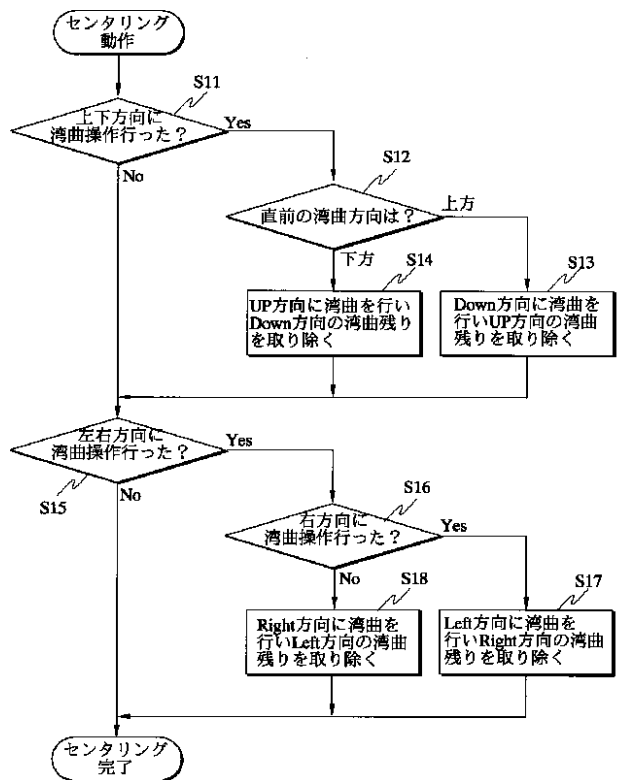 センタリング
動作
S11
上下方向に
湾曲操作行った？
Yes
No
S12
直前の湾曲方向は？
上方
下方
S14
UP方向に湾曲を行い
Down方向の湾曲残り
を取り除く
S13
Down方向に湾曲を
行いUP方向の湾曲
残りを取り除く
左右方向に
湾曲操作行った？
Yes
S15
No
S16
右方向に
湾曲操作行った？
Yes
No
S18
Right方向に湾曲を
行いLeft方向の湾曲
残りを取り除く
S17
Left方向に湾曲を
行いRight方向の湾曲
残りを取り除く
センタリング
完了